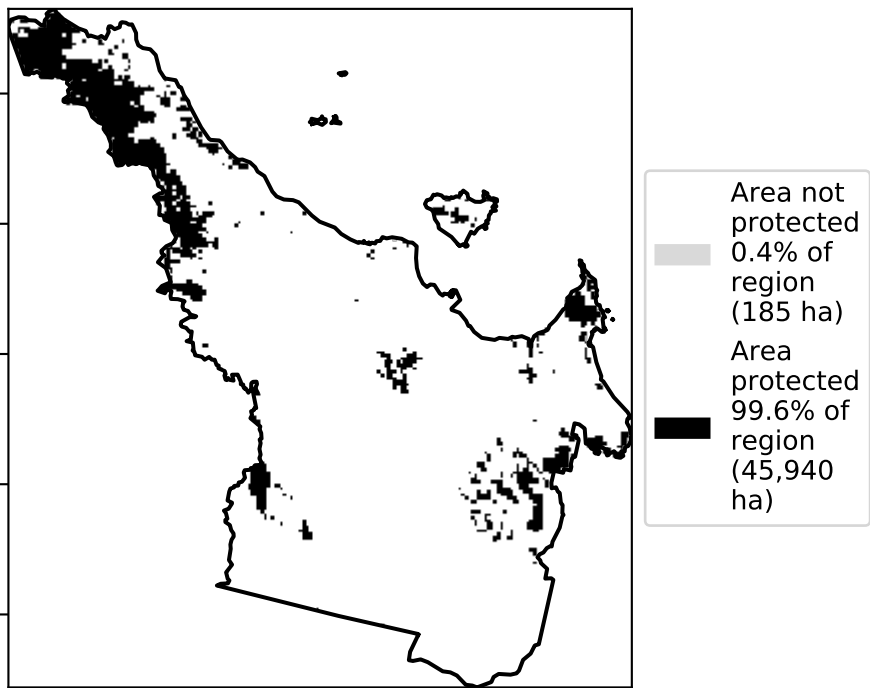 Area not
protected
0.4% of
region
(185 ha)
Area
protected
99.6% of
region
(45,940
ha)